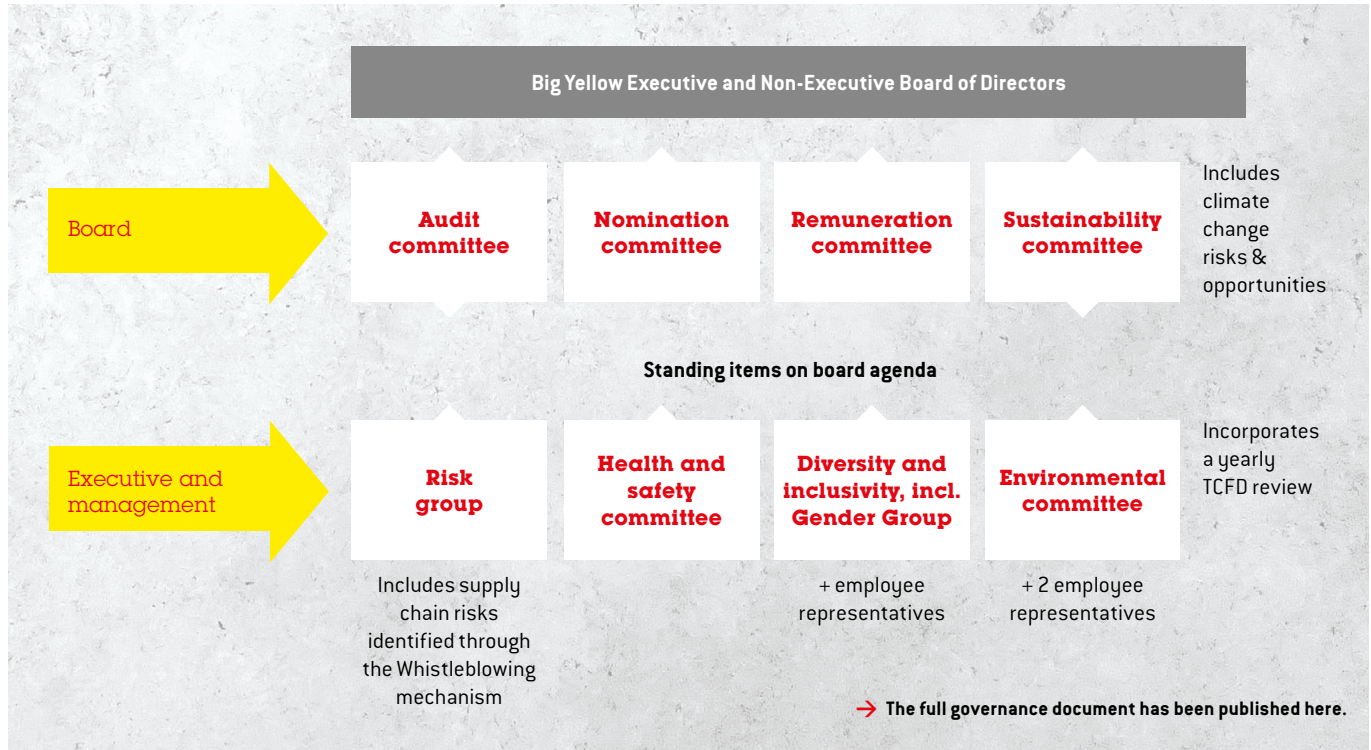 Big Yellow Executive and Non-Executive Board of Directors
Board
Audit
committee
Nomination
committee
Remuneration
committee
Sustainability
committee
Includes
climate
change
risks &
opportunities
Standing items on board agenda
Executive and
management
Risk
group
Health and
safety
committee
Diversity and
inclusivity, incl.
Gender Group
Environmental
committee
Incorporates
a yearly
TCFD review
Includes supply
chain risks
identified through
the Whistleblowing
mechanism
+ employee
representatives
+ 2 employee
representatives
→ The full governance document has been published here.